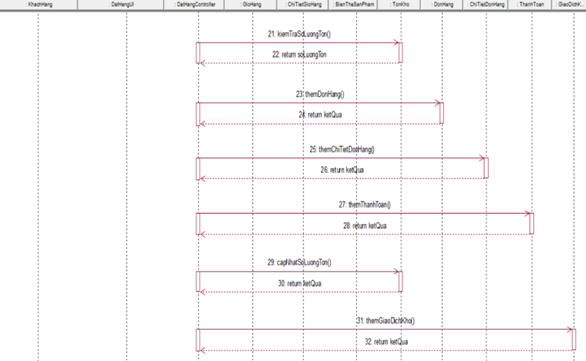 KhachHang : DatHangUI : DatHangController : GioHang : ChiTietGioHang : BienTheSanPham : TonKho : DonHang : ChiTietDonHang : ThanhToan : GiaoDichK...
21: kiemTraSoLuongTon()
22: return soLuongTon
23: themDonHang()
24: return ketQua
25: themChiTietDonHang()
26: return ketQua
27: themThanhToan()
28: return ketQua
29: capNhatSoLuongTon()
30: return ketQua
31: themGiaoDichKho()
32: return ketQua